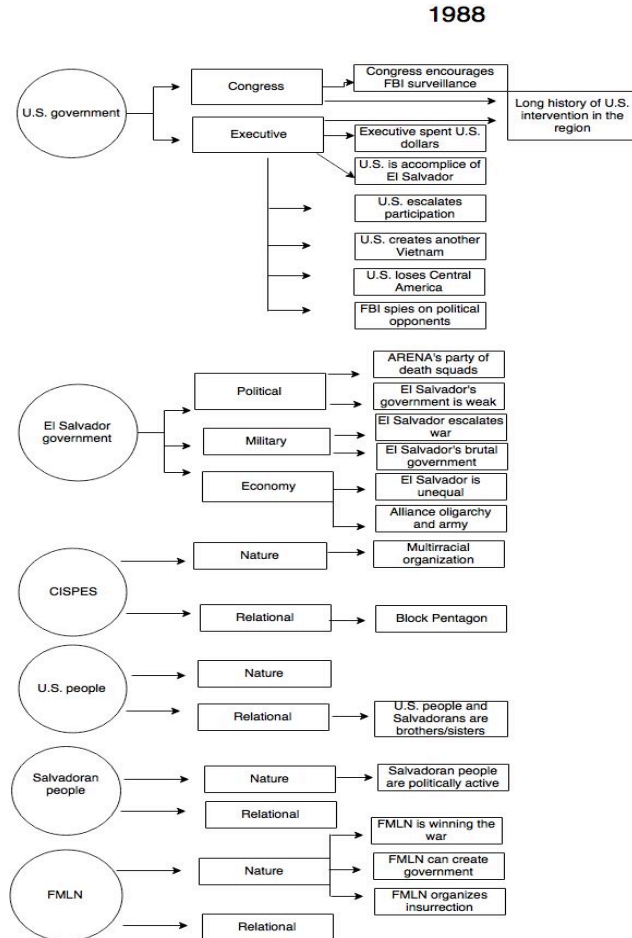 1988
U.S. government
Congress
Congress encourages
FBI surveillance
Long history of U.S.
intervention in the
region
Executive
Executive spent U.S.
dollars
U.S. is accomplice of
El Salvador
U.S. escalates
participation
U.S. creates another
Vietnam
U.S. loses Central
America
FBI spies on political
opponents
El Salvador
government
Political
ARENA's party of
death squads
El Salvador's
government is weak
Military
El Salvador escalates
war
El Salvador's brutal
government
Economy
El Salvador is
unequal
Alliance oligarchy
and army
CISPES
Nature
Multirracial
organization
Relational
Block Pentagon
U.S. people
Nature
Relational
U.S. people and
Salvadorans are
brothers/sisters
Salvadoran
people
Nature
Salvadoran people
are politically active
Relational
FMLN
Nature
FMLN is winning the
war
FMLN can create
government
FMLN organizes
insurrection
Relational